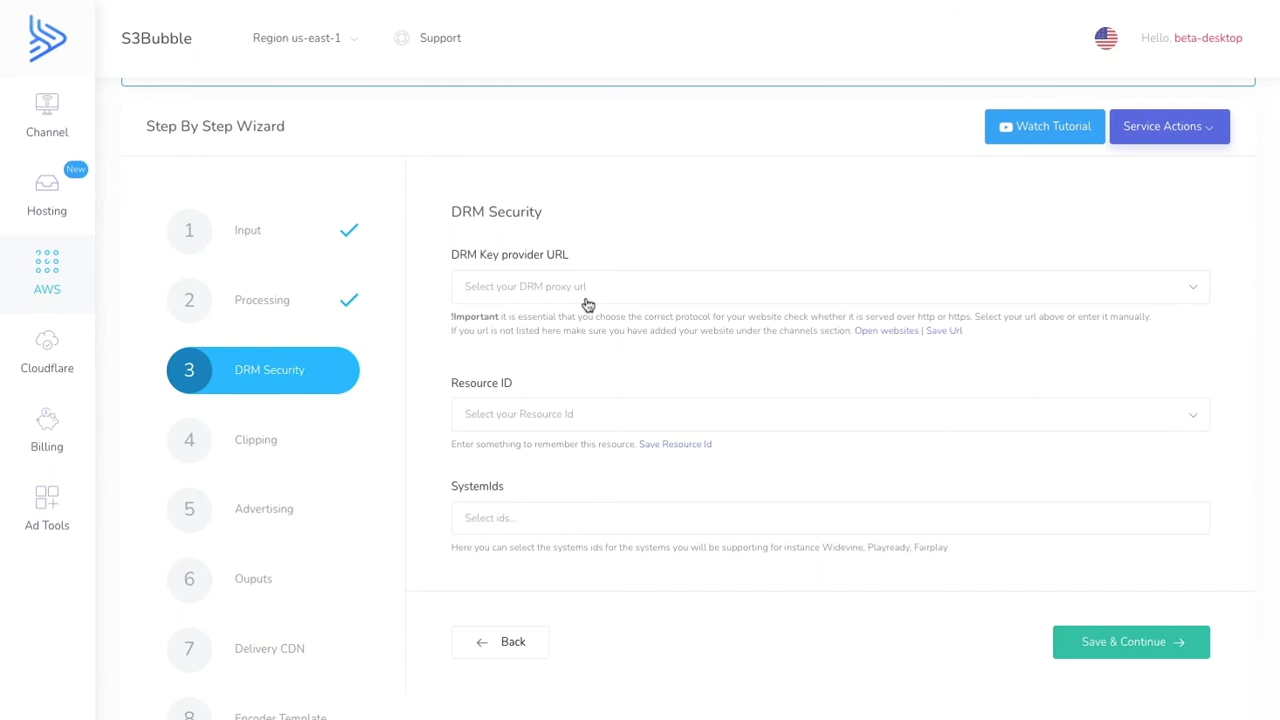 S3Bubble
Region us-east-1
Support
Hello, beta-desktop
Channel
New
Hosting
AWS
Cloudflare
Billing
Ad Tools
Step By Step Wizard
Watch Tutorial
Service Actions
1 Input
2 Processing
3 DRM Security
4 Clipping
5 Advertising
6 Ouputs
7 Delivery CDN
8 Encoder Template
DRM Security
DRM Key provider URL
Select your DRM proxy url
!Important it is essential that you choose the correct protocol for your website check whether it is served over http or https. Select your url above or enter it manually.
If you url is not listed here make sure you have added your website under the channels section. Open websites | Save Url
Resource ID
Select your Resource Id
Enter something to remember this resource. Save Resource Id
SystemIds
Select ids...
Here you can select the systems ids for the systems you will be supporting for instance Widevine, Playready, Fairplay
Back
Save & Continue